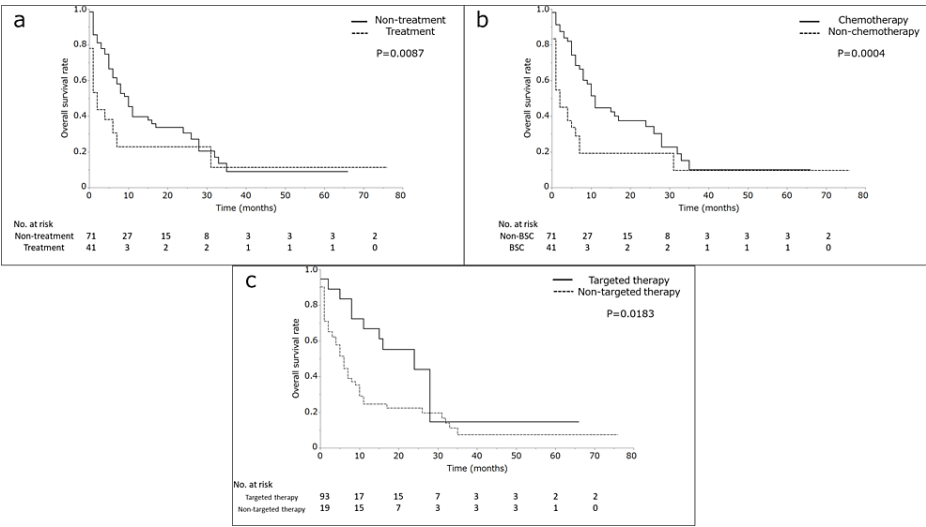 a
Non-treatment
Treatment
P=0.0087
Overall survival rate
1.0
0.8
0.6
0.4
0.2
0
0 10 20 30 40 50 60 70 80
Time (months)
No. at risk
Non-treatment 71 27 15 8 3 3 3 2
Treatment 41 3 2 2 1 1 1 0
b
Chemotherapy
Non-chemotherapy
P=0.0004
Overall survival rate
1.0
0.8
0.6
0.4
0.2
0
0 10 20 30 40 50 60 70 80
Time (months)
No. at risk
Non-BSC 71 27 15 8 3 3 3 2
BSC 41 3 2 2 1 1 1 0
c
Targeted therapy
Non-targeted therapy
P=0.0183
Overall survival rate
1.0
0.8
0.6
0.4
0.2
0
0 10 20 30 40 50 60 70 80
Time (months)
No. at risk
Targeted therapy 93 17 15 7 3 3 2 2
Non-targeted therapy 19 15 7 3 3 3 1 0